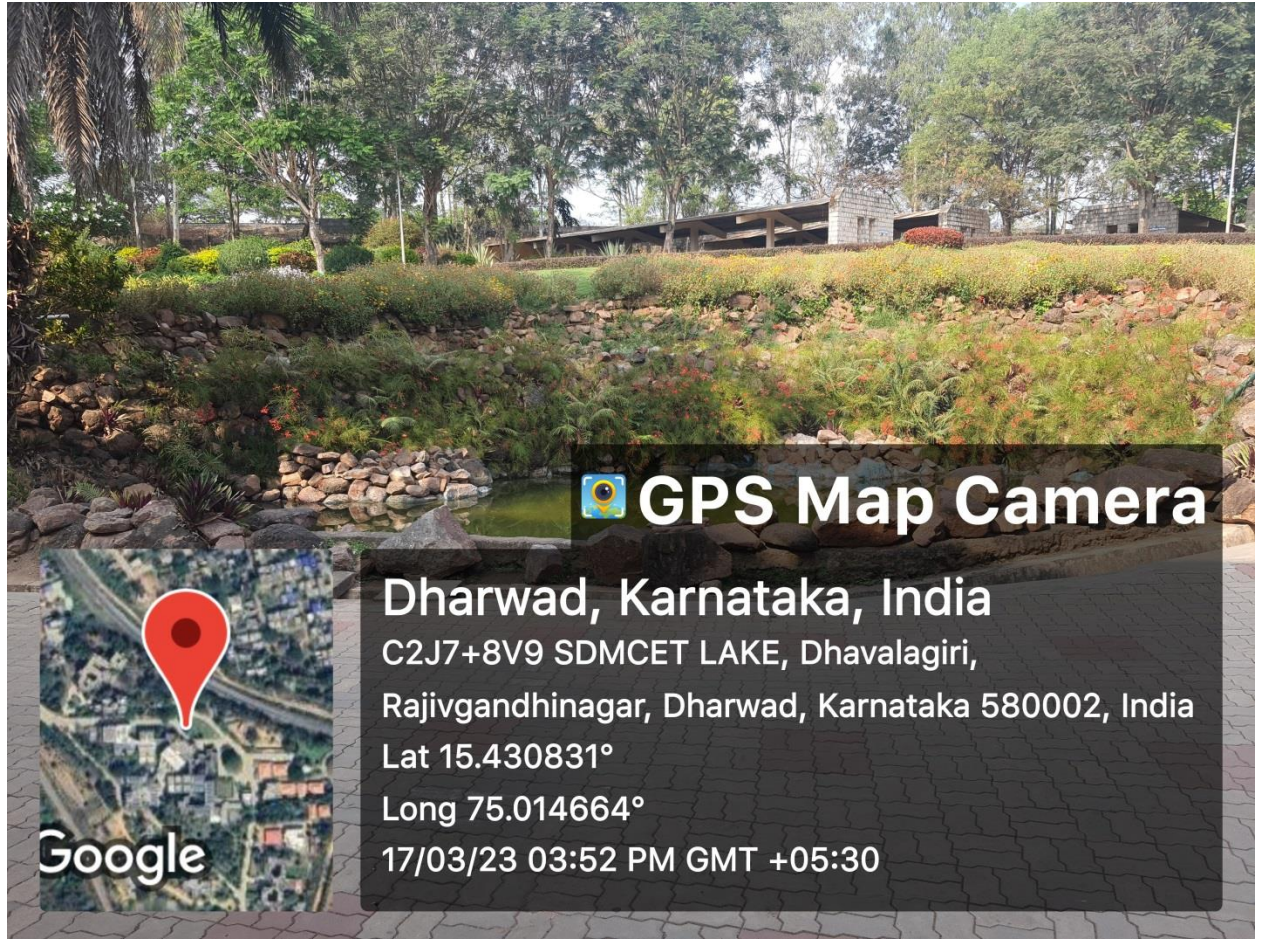 GPS Map Camera
Dharwad, Karnataka, India
C2J7+8V9 SDMCET LAKE, Dhavalagiri,
Rajivgandhinagar, Dharwad, Karnataka 580002, India
Lat 15.430831°
Long 75.014664°
17/03/23 03:52 PM GMT +05:30
Google